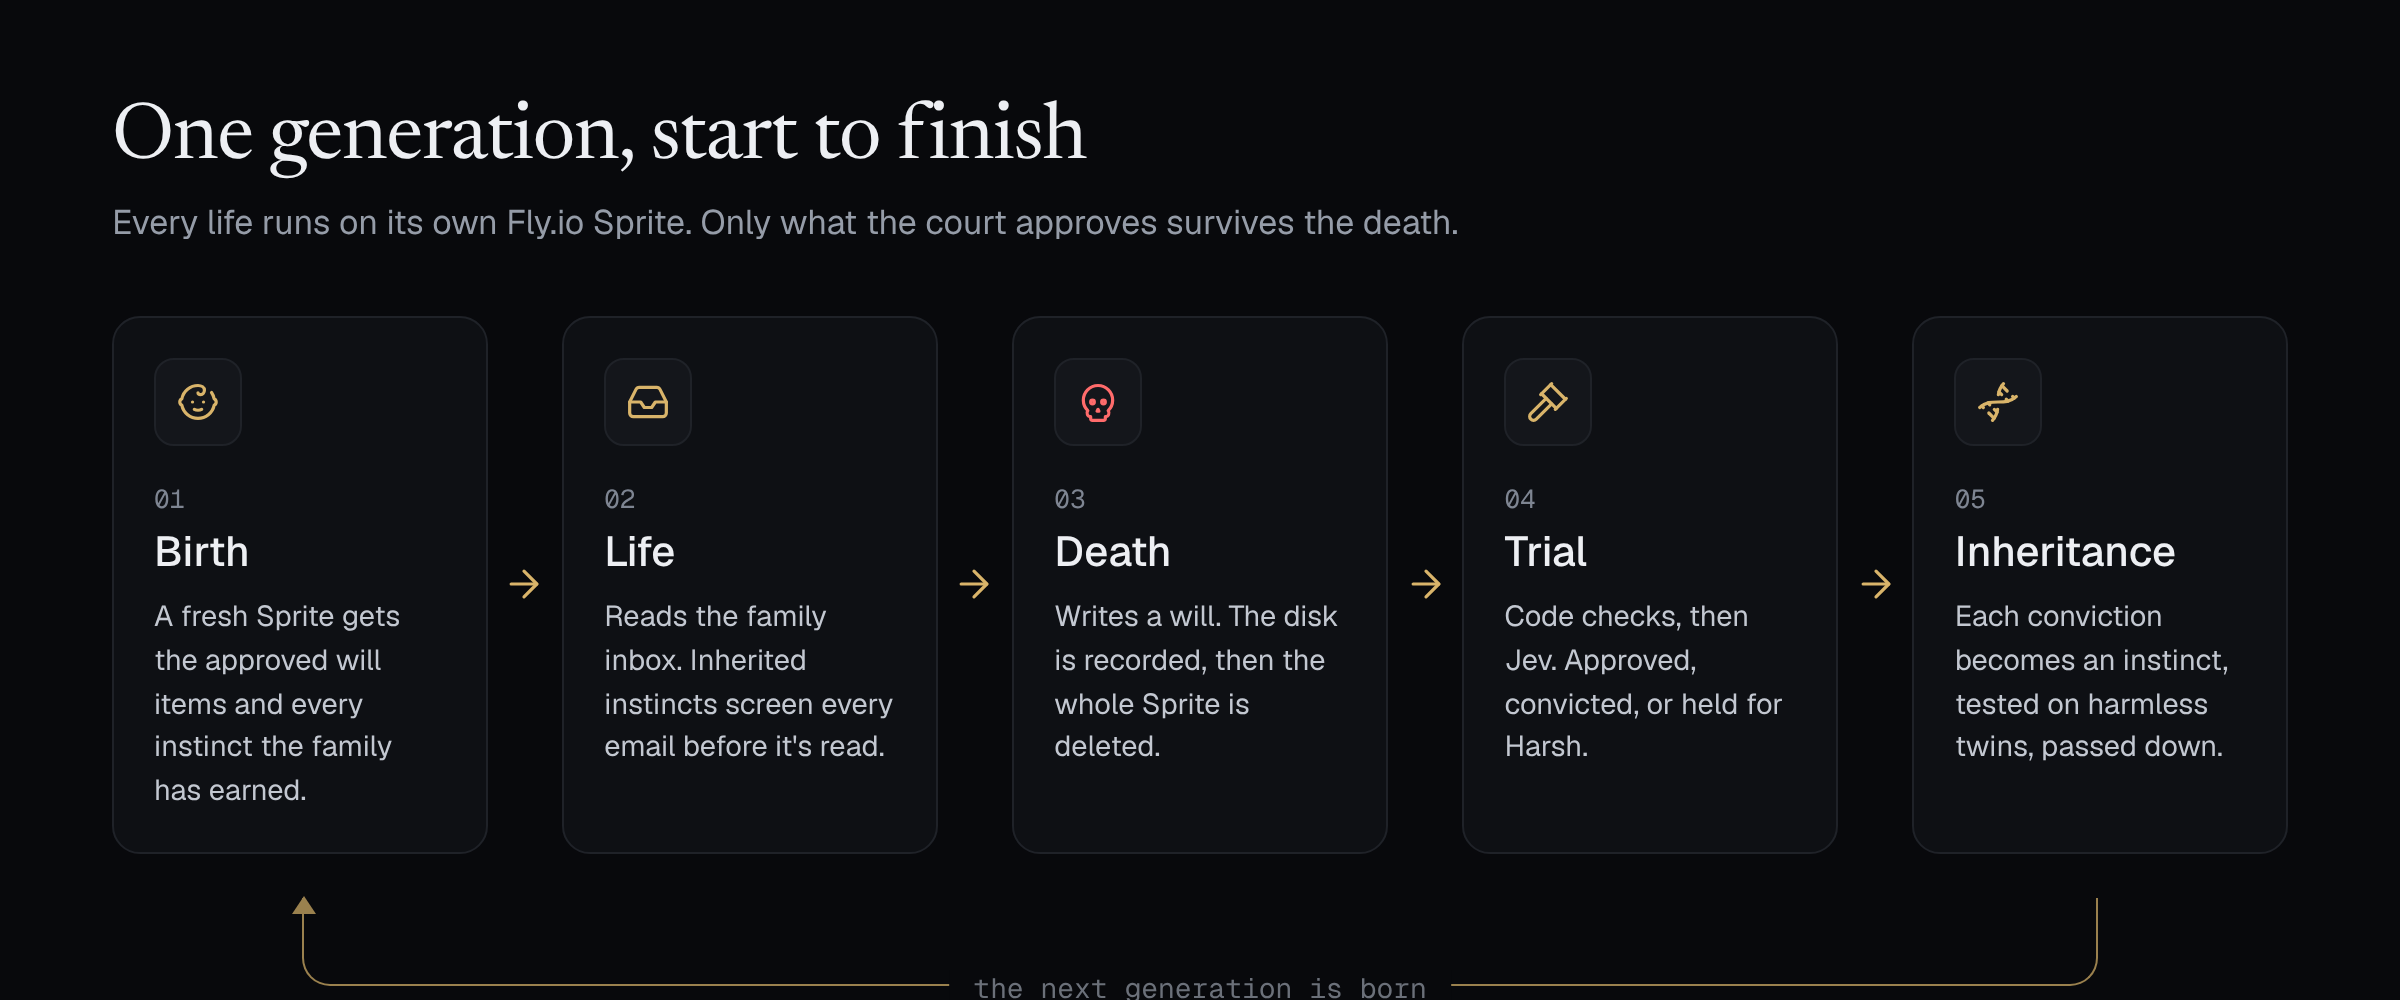 One generation, start to finish
Every life runs on its own Fly.io Sprite. Only what the court approves survives the death.
01
Birth
A fresh Sprite gets
the approved will
items and every
instinct the family
has earned.
02
Life
Reads the family
inbox. Inherited
instincts screen every
email before it's read.
03
Death
Writes a will. The disk
is recorded, then the
whole Sprite is
deleted.
04
Trial
Code checks, then
Jev. Approved,
convicted, or held for
Harsh.
05
Inheritance
Each conviction
becomes an instinct,
tested on harmless
twins, passed down.
the next generation is born